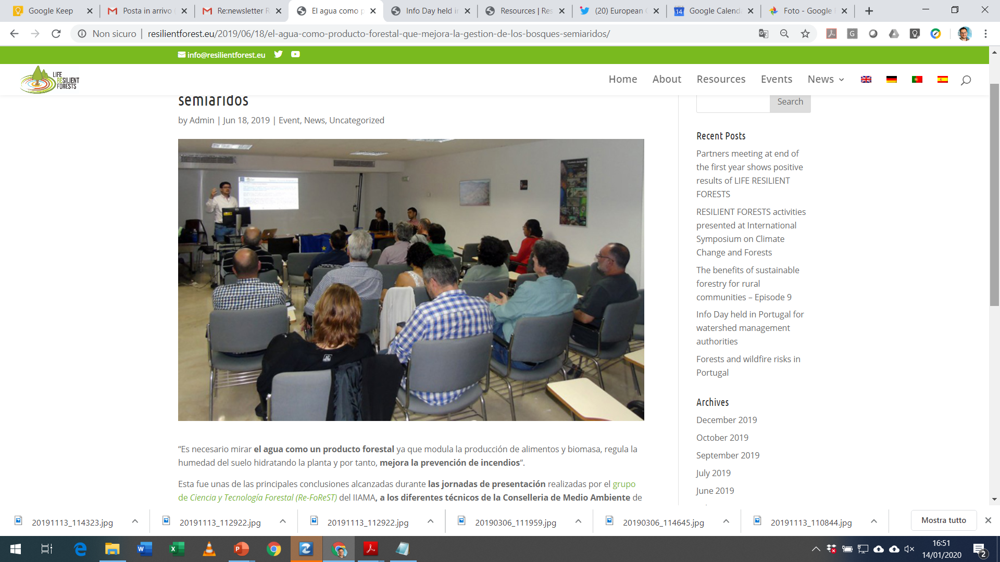 Google Keep
Posta in arrivo
Re:newsletter R
El agua como p
Info Day held in
Resources | Res
(20) European
Google Calend
Foto - Google
Non sicuro
resilientforest.eu/2019/06/18/el-agua-como-producto-forestal-que-mejora-la-gestion-de-los-bosques-semiaridos/
info@resilientforest.eu
LIFE
RESILIENT
FORESTS
Home
About
Resources
Events
News
semiaridos
by Admin | Jun 18, 2019 | Event, News, Uncategorized
“Es necesario mirar el agua como un producto forestal ya que modula la producción de alimentos y biomasa, regula la
humedad del suelo hidratando la planta y por tanto, mejora la prevención de incendios“.
Esta fue unas de las principales conclusiones alcanzadas durante las jornadas de presentación realizadas por el grupo
de Ciencia y Tecnología Forestal (Re-FoReST) del IIAMA, a los diferentes técnicos de la Conselleria de Medio Ambiente de
Search
Recent Posts
Partners meeting at end of
the first year shows positive
results of LIFE RESILIENT
FORESTS
RESILIENT FORESTS activities
presented at International
Symposium on Climate
Change and Forests
The benefits of sustainable
forestry for rural
communities – Episode 9
Info Day held in Portugal for
watershed management
authorities
Forests and wildfire risks in
Portugal
Archives
December 2019
October 2019
September 2019
July 2019
June 2019
20191113_114323.jpg
20191113_112922.jpg
20191113_112922.jpg
20190306_111959.jpg
20190306_114645.jpg
20191113_110844.jpg
Mostra tutto
16:51
14/01/2020
2